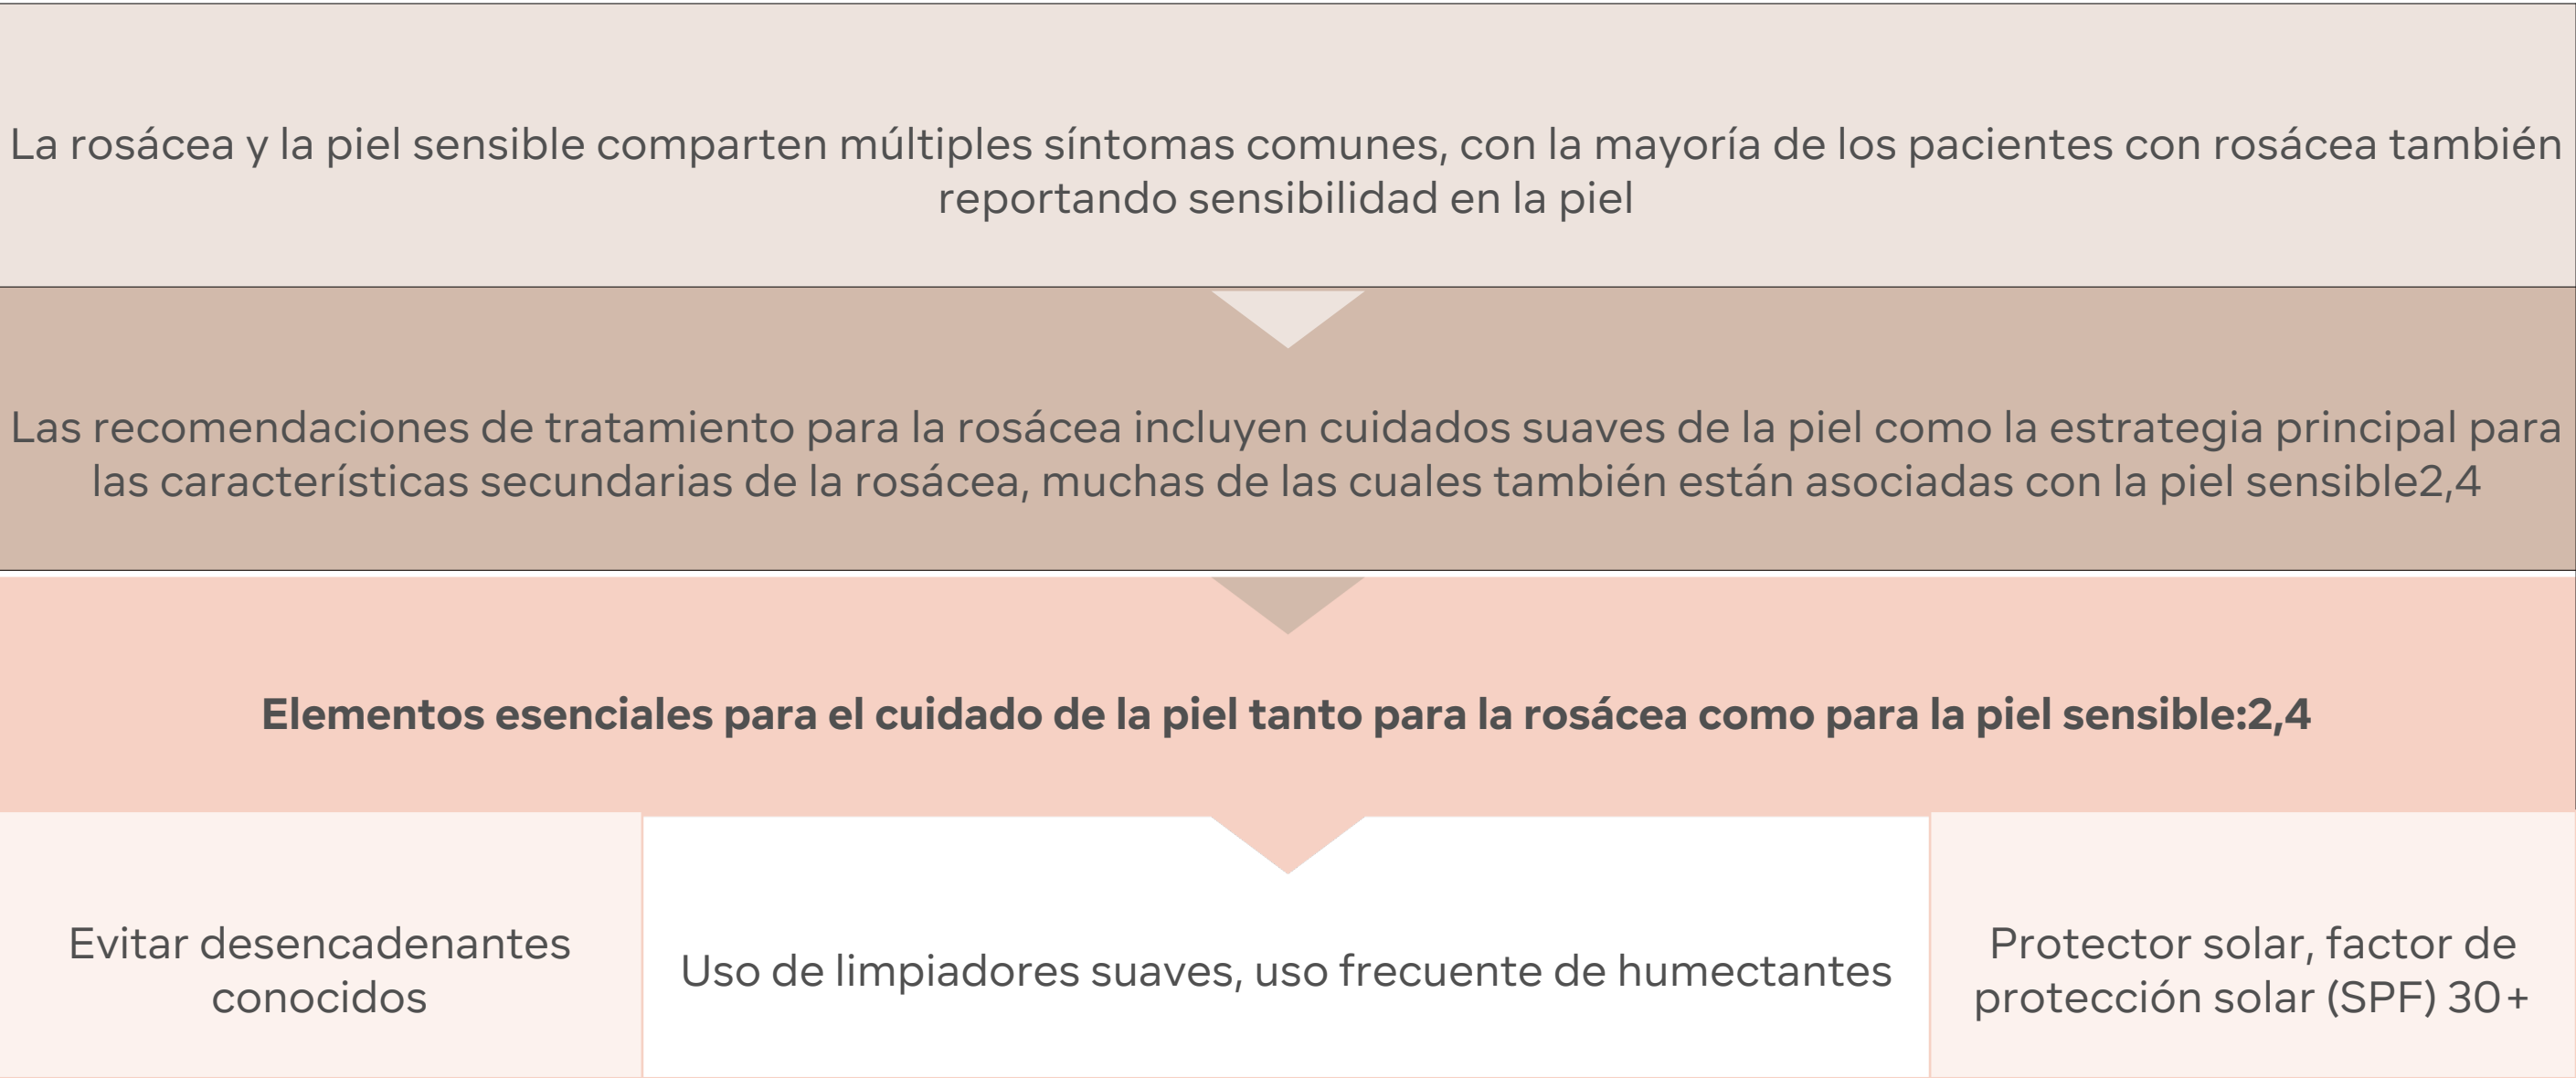 La rosácea y la piel sensible comparten múltiples síntomas comunes, con la mayoría de los pacientes con rosácea también
reportando sensibilidad en la piel
Las recomendaciones de tratamiento para la rosácea incluyen cuidados suaves de la piel como la estrategia principal para
las características secundarias de la rosácea, muchas de las cuales también están asociadas con la piel sensible2,4
Elementos esenciales para el cuidado de la piel tanto para la rosácea como para la piel sensible:2,4
Evitar desencadenantes
conocidos
Uso de limpiadores suaves, uso frecuente de humectantes
Protector solar, factor de
protección solar (SPF) 30+